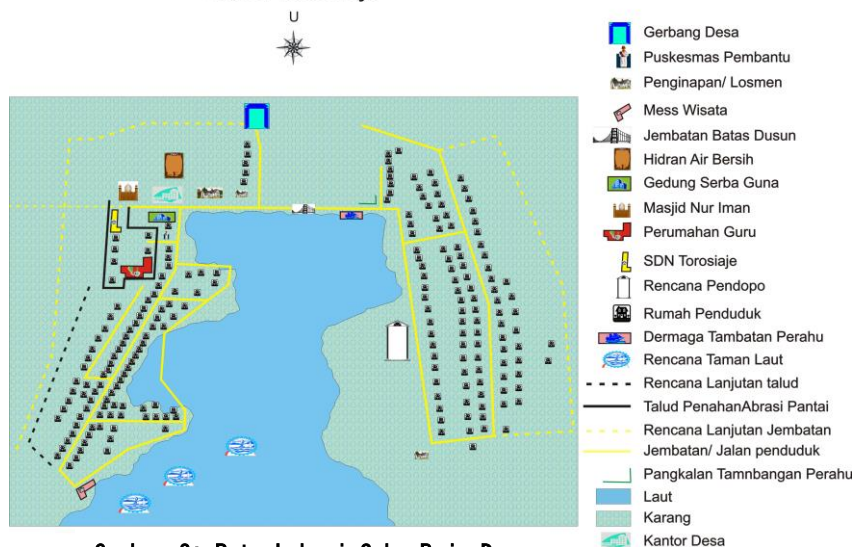 U
Gerbang Desa
Puskesmas Pembantu
Penginapan/ Losmen
Mess Wisata
Jembatan Batas Dusun
Hidran Air Bersih
Gedung Serba Guna
Masjid Nur Iman
Perumahan Guru
SDN Torosiaje
Rencana Pendopo
Rumah Penduduk
Dermaga Tambatan Perahu
Rencana Taman Laut
Rencana Lanjutan talud
Talud PenahanAbrasi Pantai
Rencana Lanjutan Jembatan
Jembatan/ Jalan penduduk
Pangkalan Tamnbangan Perahu
Laut
Karang
Kantor Desa